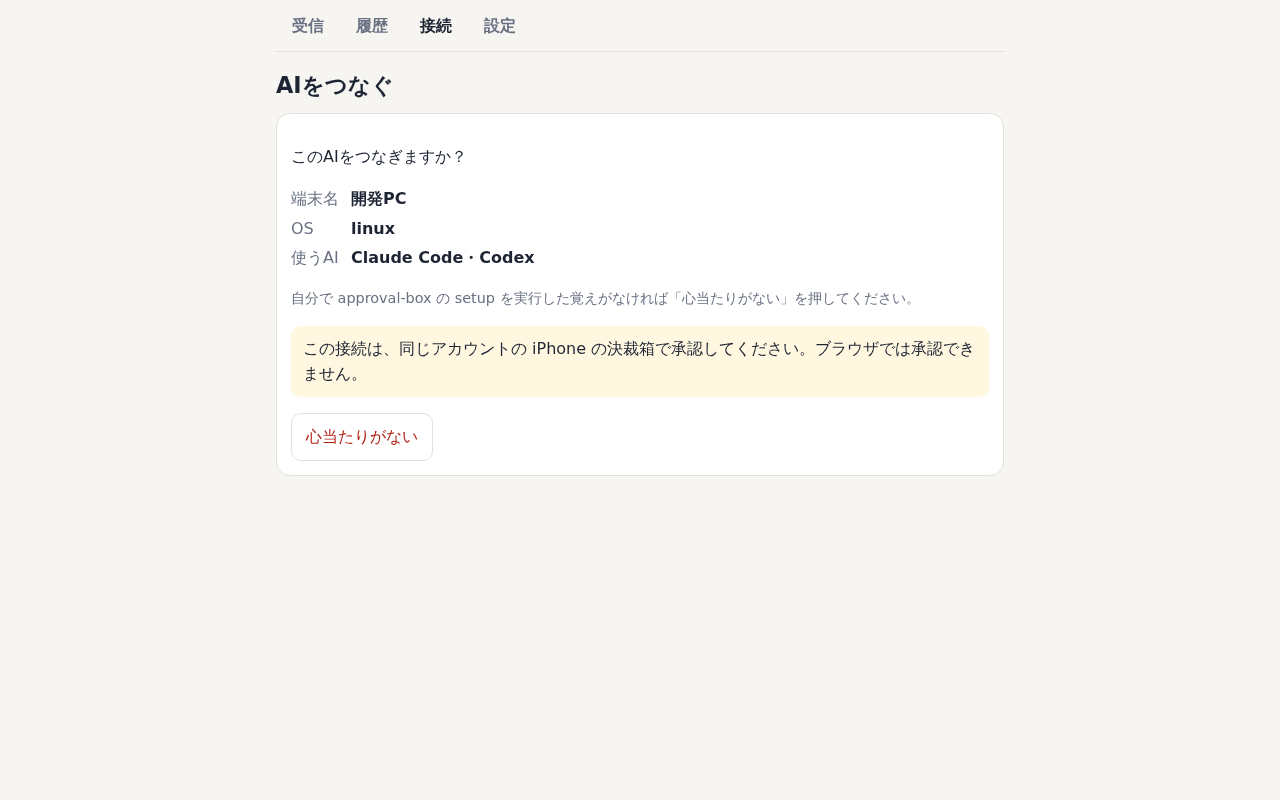 受信 履歴 接続 設定
AIをつなぐ
このAIをつなぎますか？
端末名 開発PC
OS linux
使うAI Claude Code・Codex
自分で approval-box の setup を実行した覚えがなければ「心当たりがない」を押してください。
この接続は、同じアカウントの iPhone の決裁箱で承認してください。ブラウザでは承認でき
ません。
心当たりがない